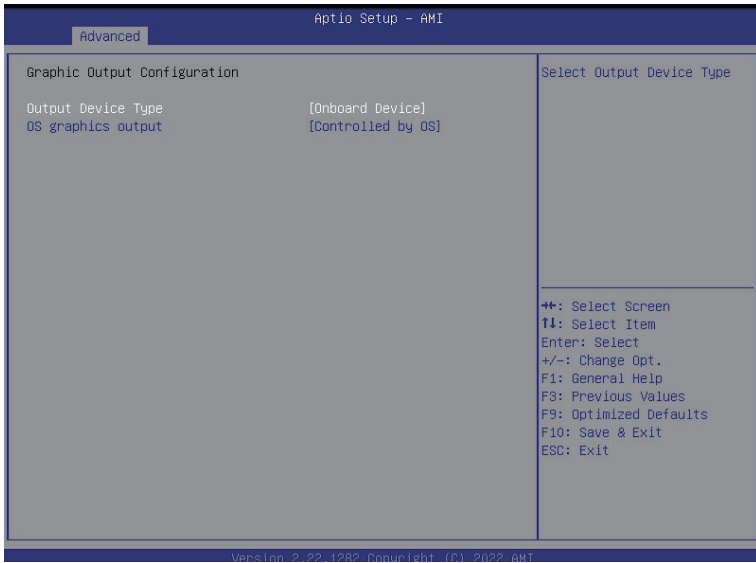 Aptio Setup - AMI
Advanced
Graphic Output Configuration
Output Device Type [Onboard Device]
OS graphics output [Controlled by OS]
Select Output Device Type
→←: Select Screen
↑↓: Select Item
Enter: Select
+/-: Change Opt.
F1: General Help
F3: Previous Values
F9: Optimized Defaults
F10: Save & Exit
ESC: Exit
Version 2.22.1282 Copyright (C) 2022 AMI